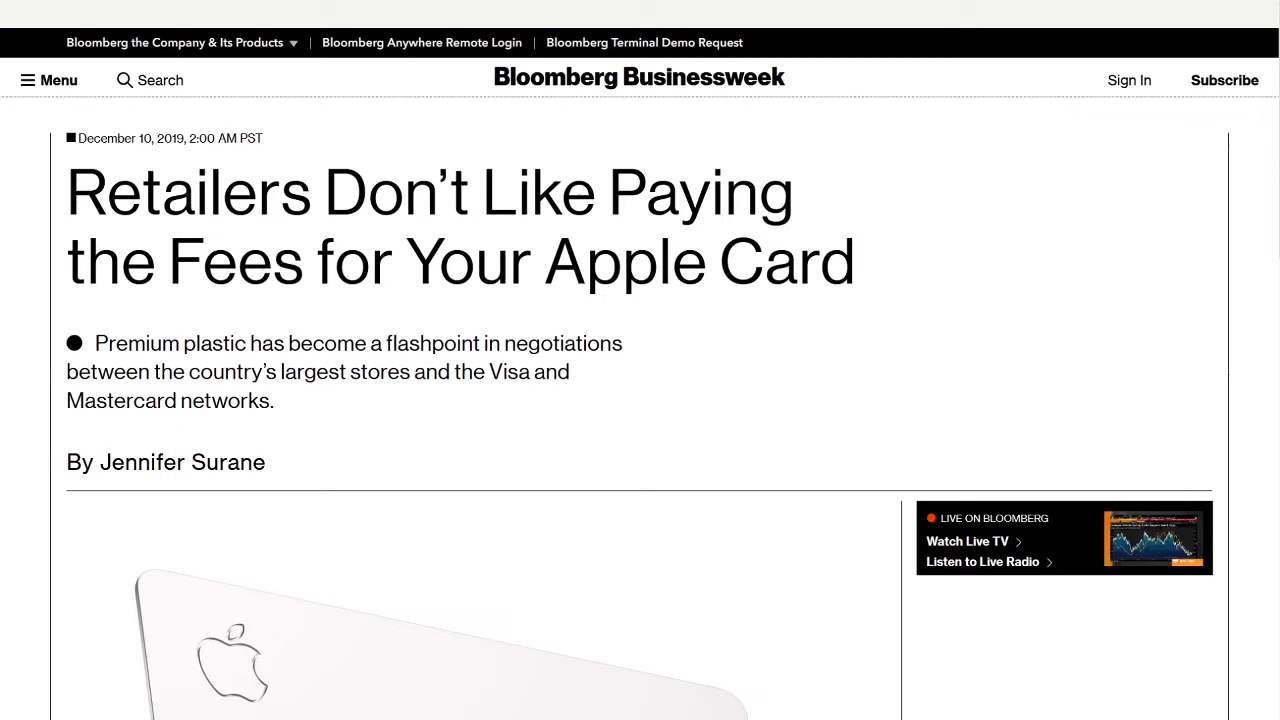 Bloomberg the Company & Its Products
Bloomberg Anywhere Remote Login
Bloomberg Terminal Demo Request
Menu
Search
Bloomberg Businessweek
Sign In
Subscribe
December 10, 2019, 2:00 AM PST
Retailers Don’t Like Paying
the Fees for Your Apple Card
Premium plastic has become a flashpoint in negotiations
between the country’s largest stores and the Visa and
Mastercard networks.
By Jennifer Surane
LIVE ON BLOOMBERG
Watch Live TV
Listen to Live Radio